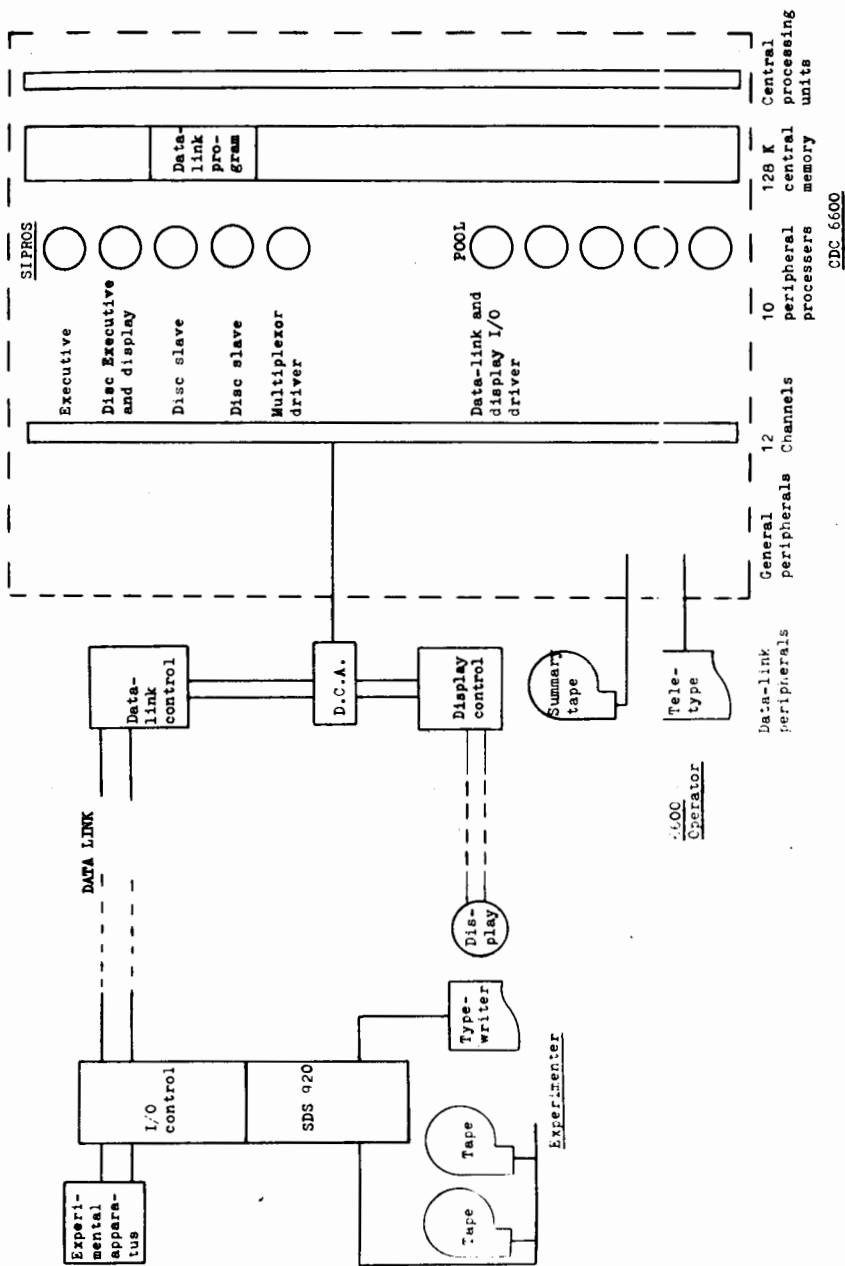 Experi-
mental
appara-
tus
I/O
control
SDS 920
Tape
Tape
Type-
writer
Experimenter
DATA LINK
Dis-
play
Data-
link
control
D.C.A.
Display
control
Summary
tape
Tele-
type
Operator
Data-link
peripherals
General
peripherals
12
Channels
Executive
Disc Executive
and display
Disc slave
Disc slave
Multiplexor
driver
Data-link and
display I/O
driver
SIPROS
POOL
10
peripheral
processers
Data-
link
pro-
gram
128 K
central
memory
Central
processing
units
CDC 6600